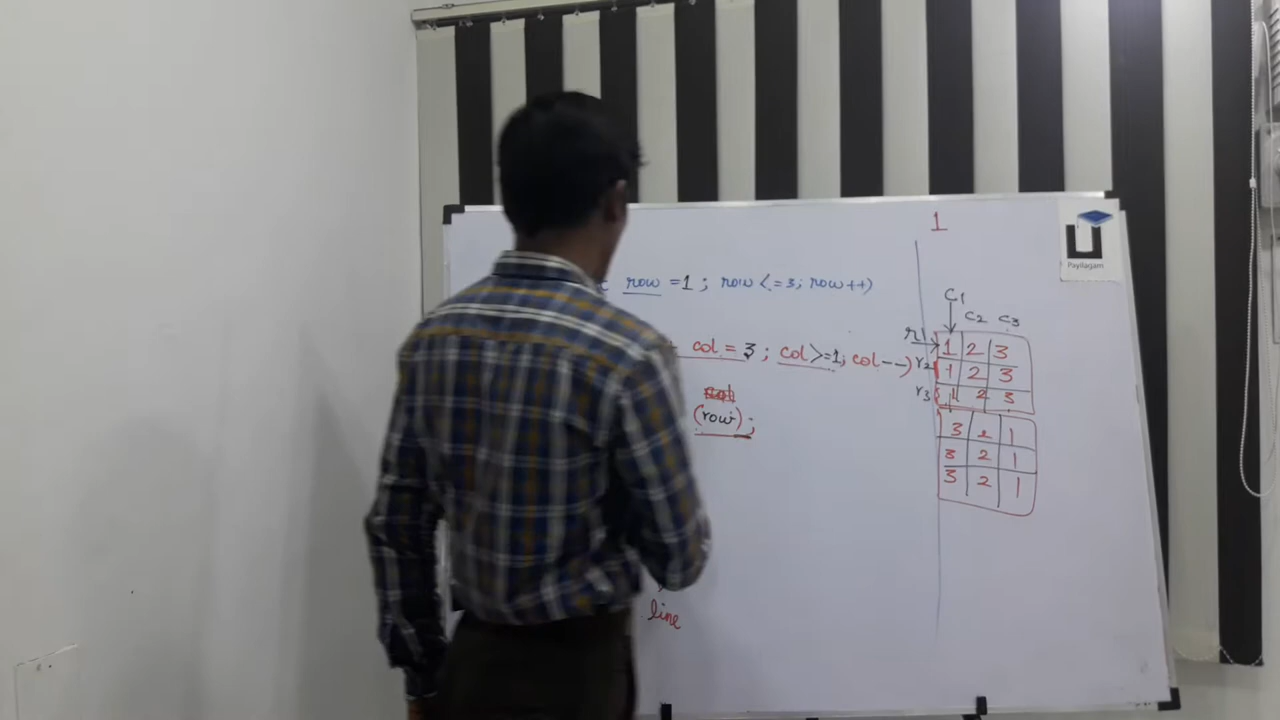 1
Payilagam
row =1 ; row <=3; row++)
C1
C2 C3
col = 3 ; col>=1; col--)
r1 1 2 3
r2 1 2 3
r3 1 2 3
(row);
3 2 1
3 2 1
3 2 1
line